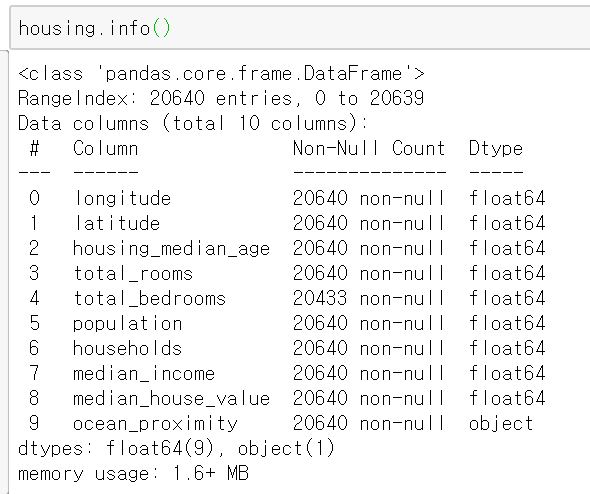 housing.info()
<class 'pandas.core.frame.DataFrame'>
RangeIndex: 20640 entries, 0 to 20639
Data columns (total 10 columns):
 #   Column              Non-Null Count  Dtype
---  ------              --------------  -----
 0   longitude           20640 non-null  float64
 1   latitude            20640 non-null  float64
 2   housing_median_age  20640 non-null  float64
 3   total_rooms         20640 non-null  float64
 4   total_bedrooms      20433 non-null  float64
 5   population          20640 non-null  float64
 6   households          20640 non-null  float64
 7   median_income       20640 non-null  float64
 8   median_house_value  20640 non-null  float64
 9   ocean_proximity     20640 non-null  object
dtypes: float64(9), object(1)
memory usage: 1.6+ MB